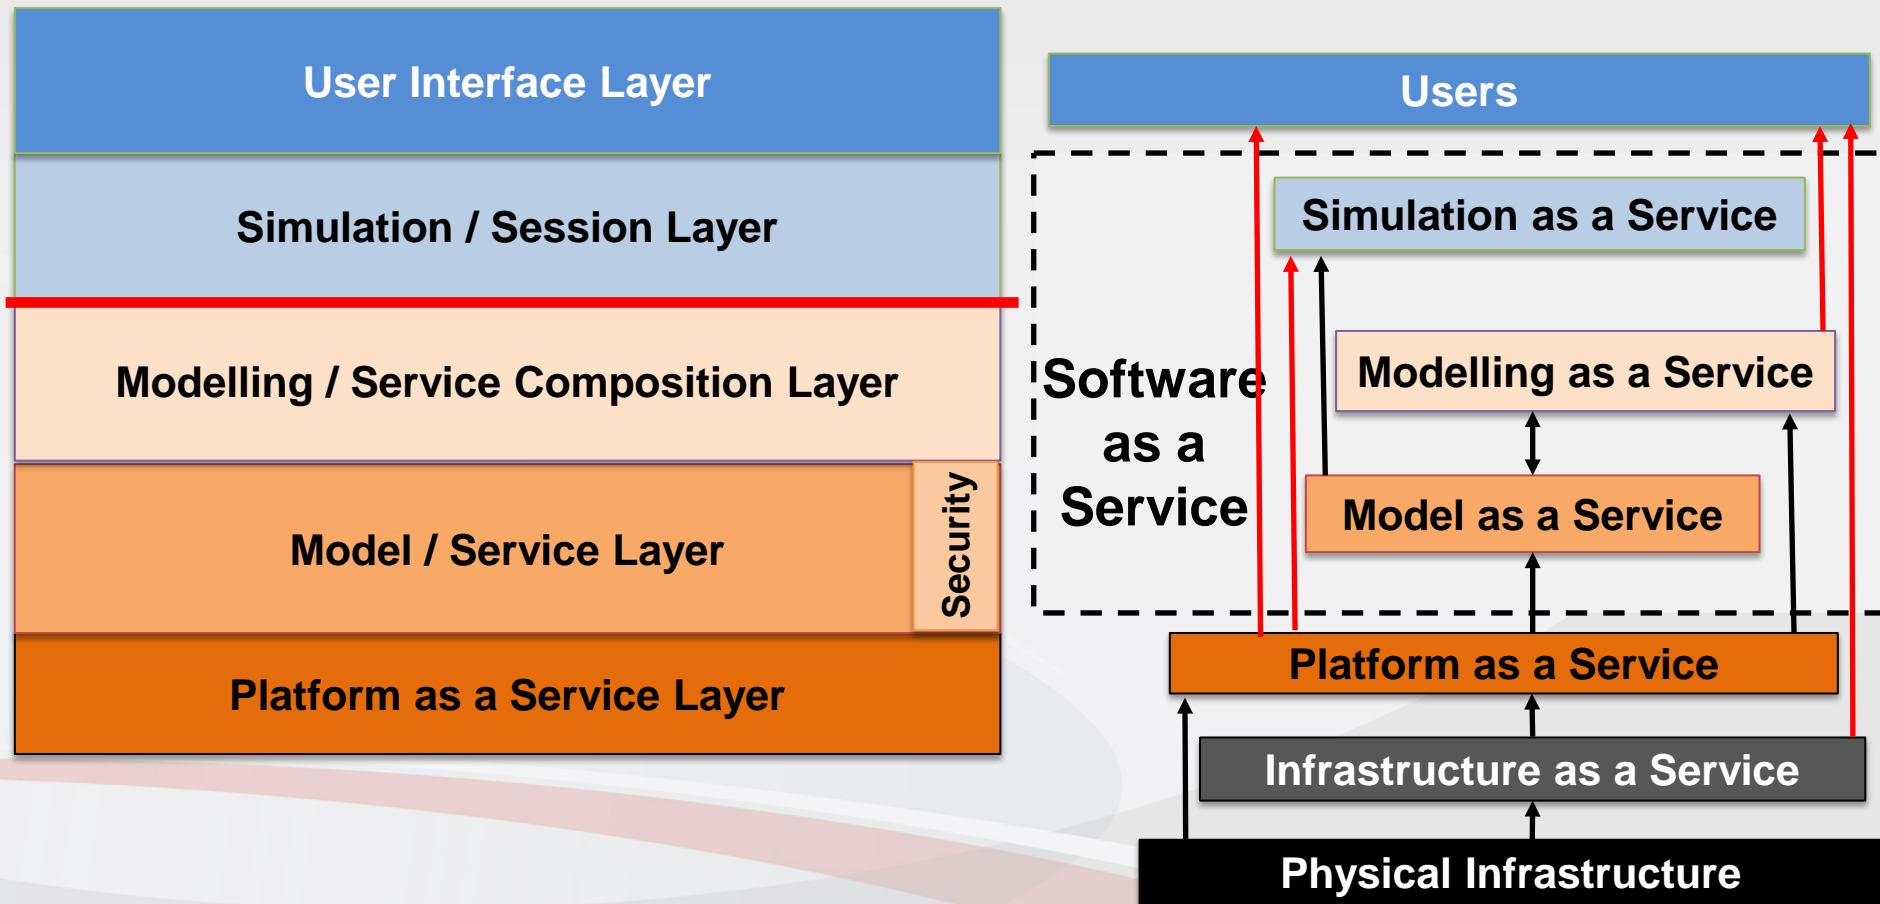 User Interface Layer
Simulation / Session Layer
Modelling / Service Composition Layer
Model / Service Layer
Security
Platform as a Service Layer
Users
Simulation as a Service
Software
as a
Service
Modelling as a Service
Model as a Service
Platform as a Service
Infrastructure as a Service
Physical Infrastructure